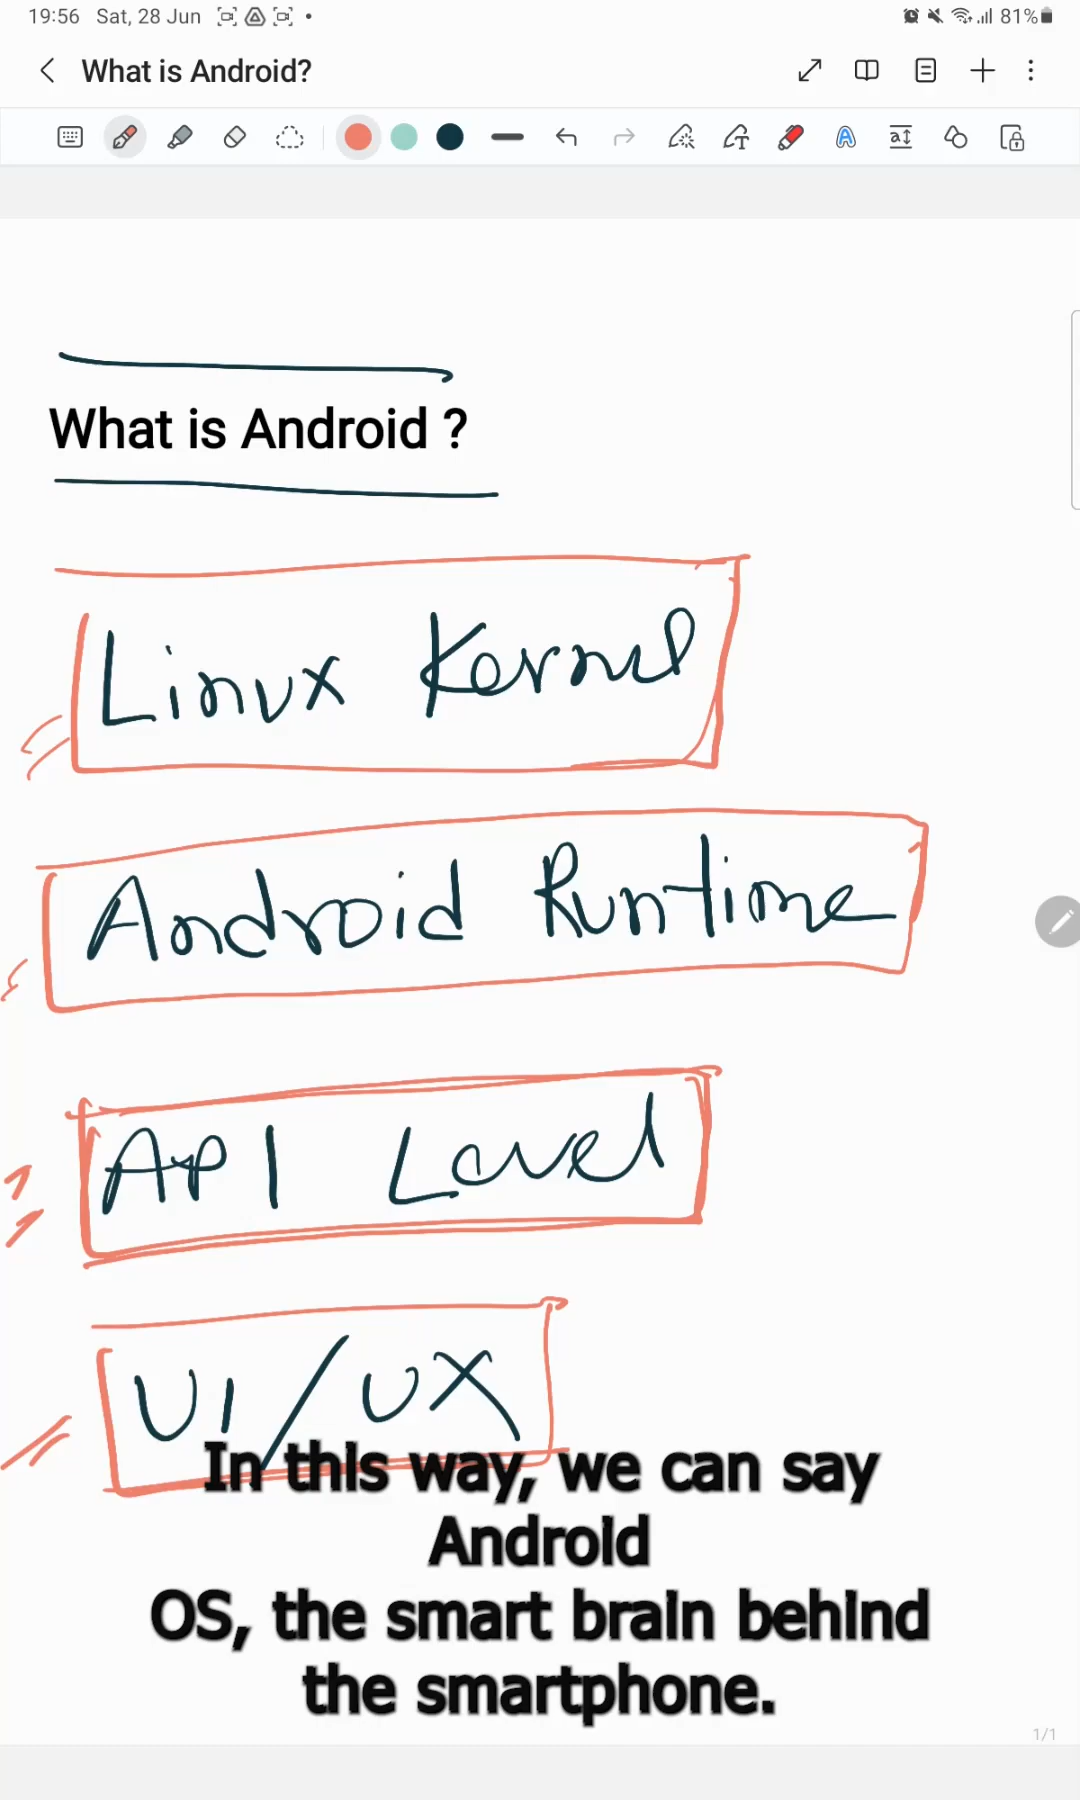 19:56 Sat, 28 Jun
81%
What is Android?
What is Android ?
Linux Kernel
Android Runtime
API Level
UI/UX
In this way, we can say
Android
OS, the smart brain behind
the smartphone.
1/1